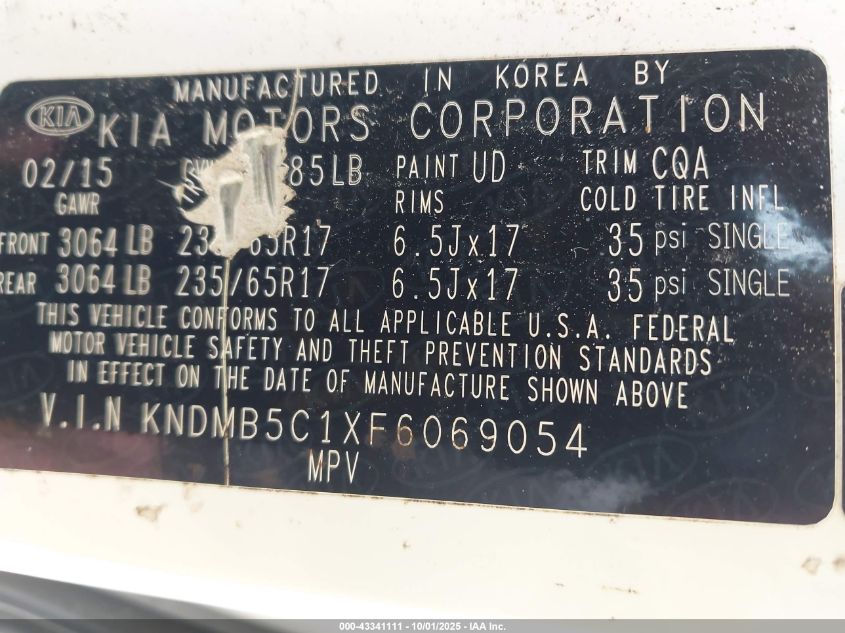 MANUFACTURED IN KOREA BY
KIA KIA MOTORS CORPORATION
02/15 85LB PAINT UD TRIM CQA
GAWR RIMS COLD TIRE INFL
FRONT 3064 LB 65R17 6.5Jx17 35 psi SINGLE
REAR 3064 LB 235/65R17 6.5Jx17 35 psi SINGLE
THIS VEHICLE CONFORMS TO ALL APPLICABLE U.S.A. FEDERAL
MOTOR VEHICLE SAFETY AND THEFT PREVENTION STANDARDS
IN EFFECT ON THE DATE OF MANUFACTURE SHOWN ABOVE
V.I.N KNDMB5C1XF6069054
MPV
000-43341111 - 10/01/2025 - IAA Inc.